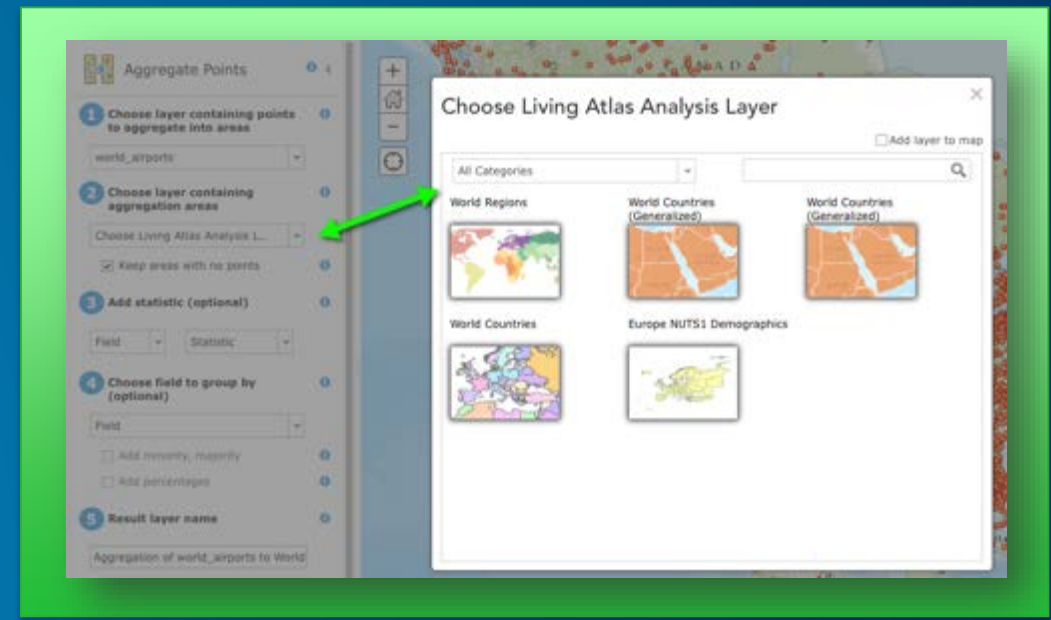 Aggregate Points
1 Choose layer containing points
to aggregate into areas
world_airports
2 Choose layer containing
aggregation areas
Choose Living Atlas Analysis L...
Keep areas with no points
3 Add statistic (optional)
Field
Statistic
4 Choose field to group by
(optional)
Field
Add minority, majority
Add percentages
5 Result layer name
Aggregation of world_airports to World
NADA
Choose Living Atlas Analysis Layer
Add layer to map
All Categories
World Regions
World Countries
(Generalized)
World Countries
(Generalized)
World Countries
Europe NUTS1 Demographics